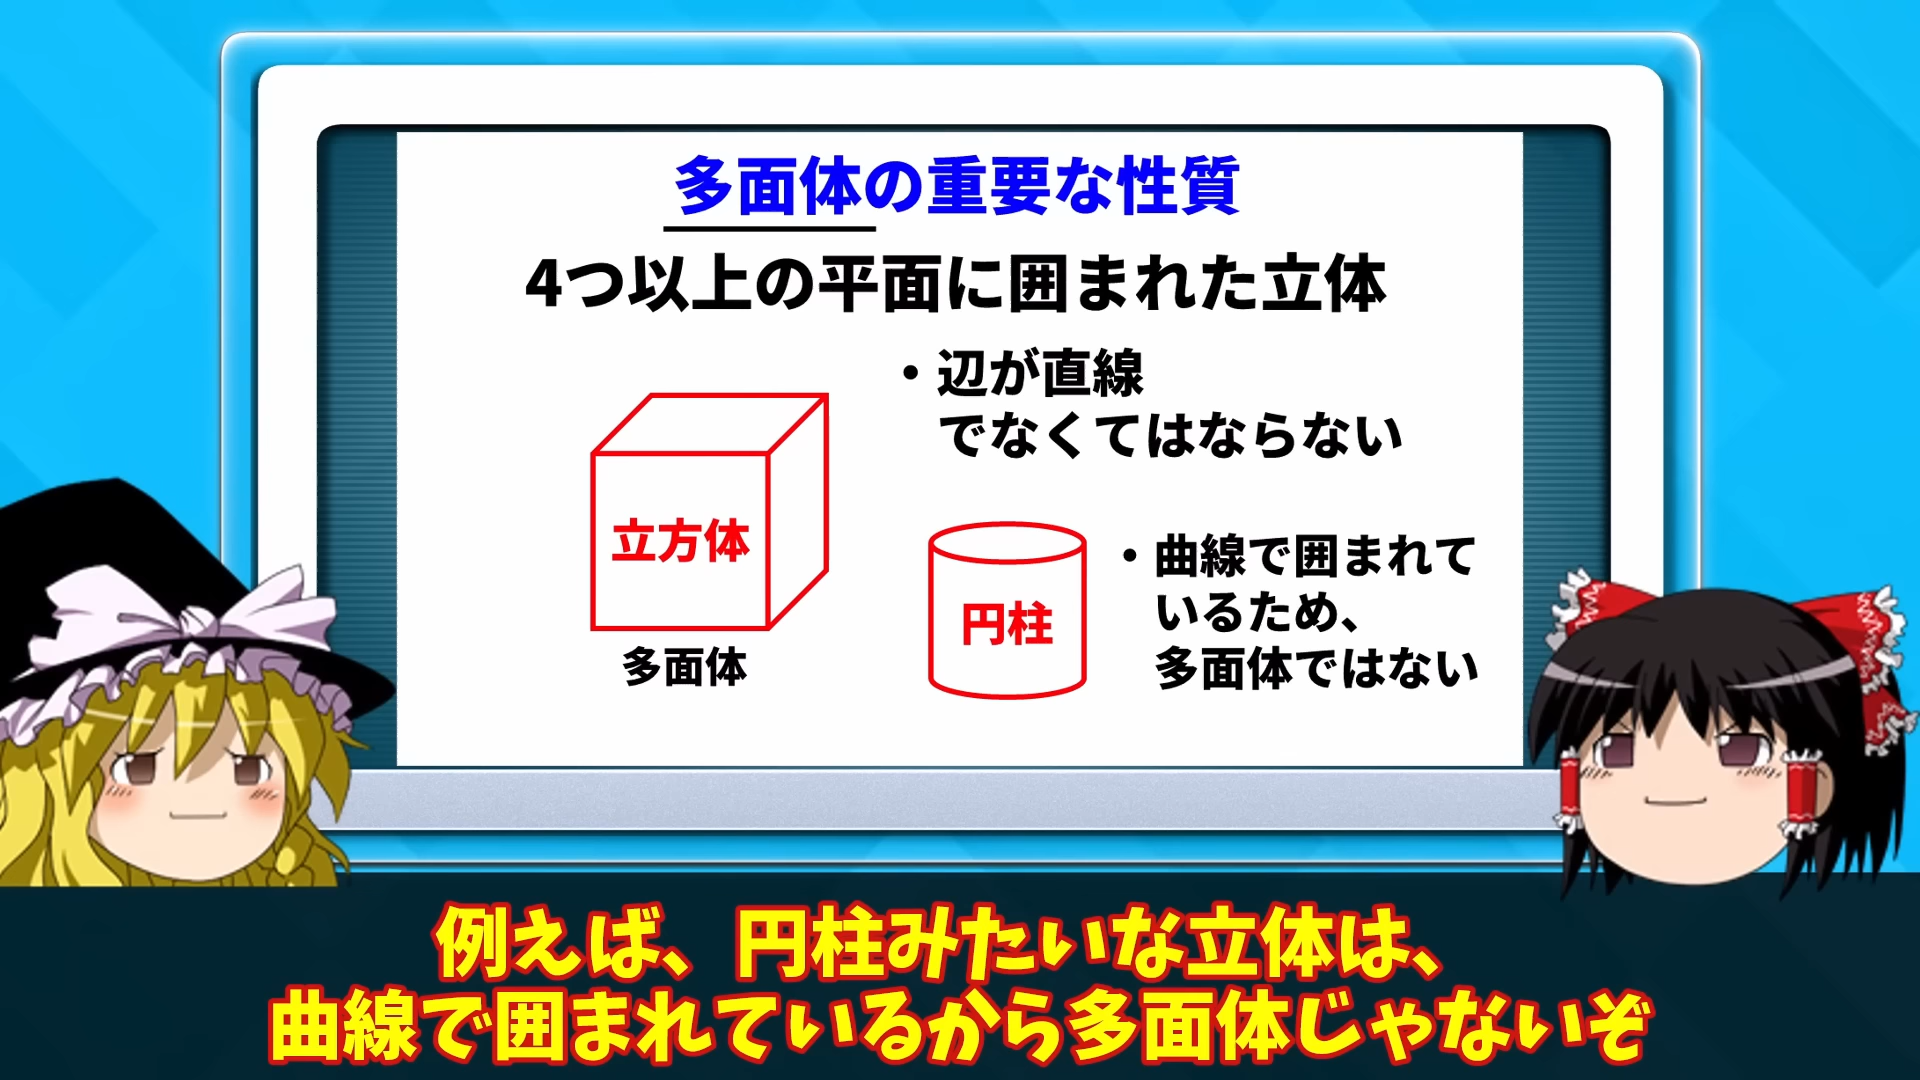 多面体の重要な性質
4つ以上の平面に囲まれた立体
・辺が直線
でなくてはならない
立方体
多面体
円柱
・曲線で囲まれて
いるため、
多面体ではない
例えば、円柱みたいな立体は、
曲線で囲まれているから多面体じゃないぞ